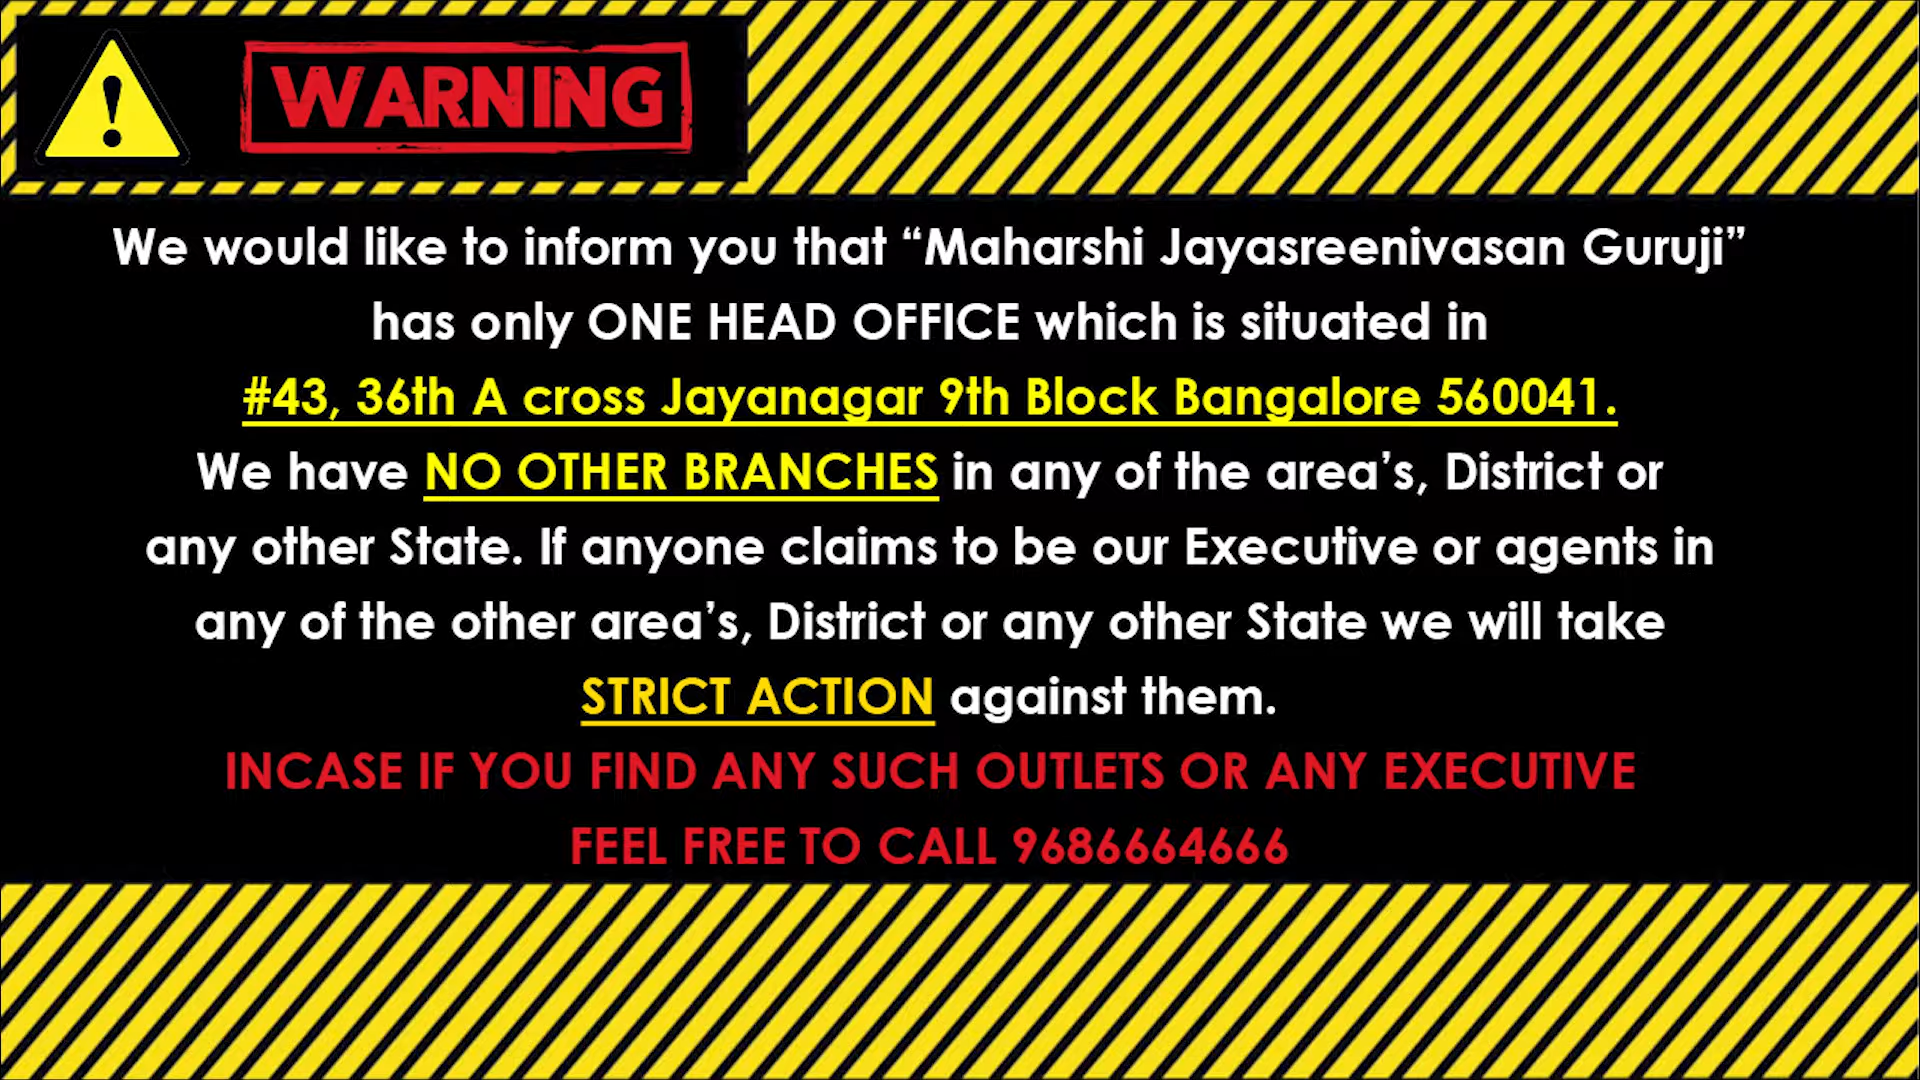 WARNING
We would like to inform you that “Maharshi Jayasreenivasan Guruji”
has only ONE HEAD OFFICE which is situated in
#43, 36th A cross Jayanagar 9th Block Bangalore 560041.
We have NO OTHER BRANCHES in any of the area’s, District or
any other State. If anyone claims to be our Executive or agents in
any of the other area’s, District or any other State we will take
STRICT ACTION against them.
INCASE IF YOU FIND ANY SUCH OUTLETS OR ANY EXECUTIVE
FEEL FREE TO CALL 9686664666